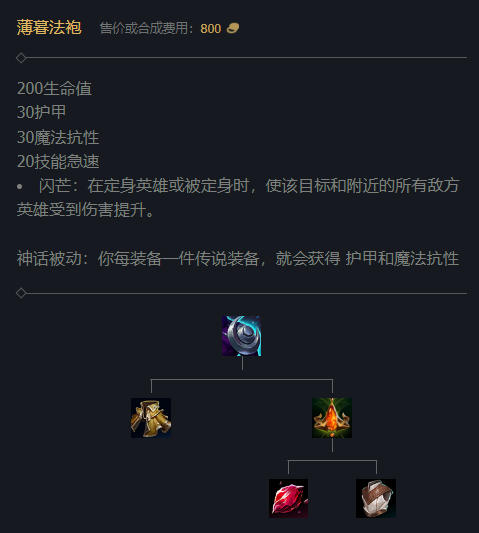 薄暮法袍 售价或合成费用：800
200生命值
30护甲
30魔法抗性
20技能急速
• 闪芒：在定身英雄或被定身时，使该目标和附近的所有敌方
英雄受到伤害提升。
神话被动：你每装备一件传说装备，就会获得 护甲和魔法抗性